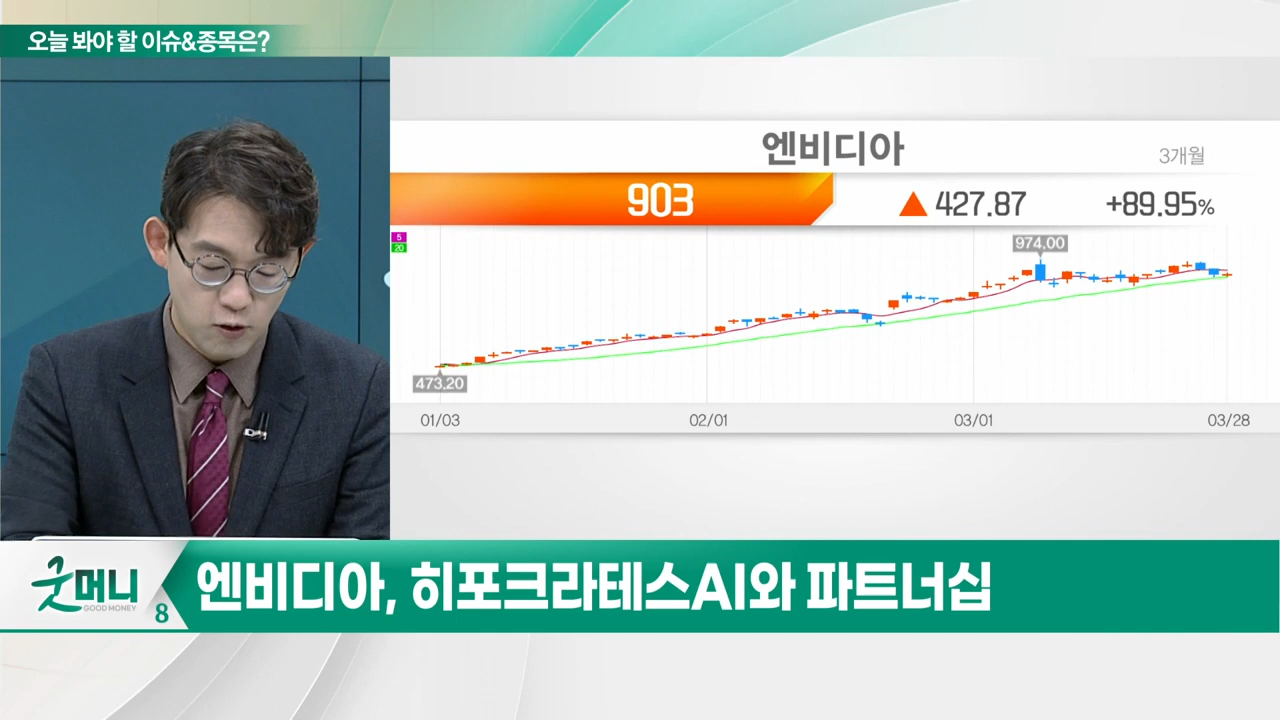 오늘 봐야 할 이슈&종목은?
엔비디아
3개월
903
▲ 427.87
+89.95%
5
20
974.00
473.20
01/03
02/01
03/01
03/28
굿머니
GOOD MONEY
8
엔비디아, 히포크라테스AI와 파트너십